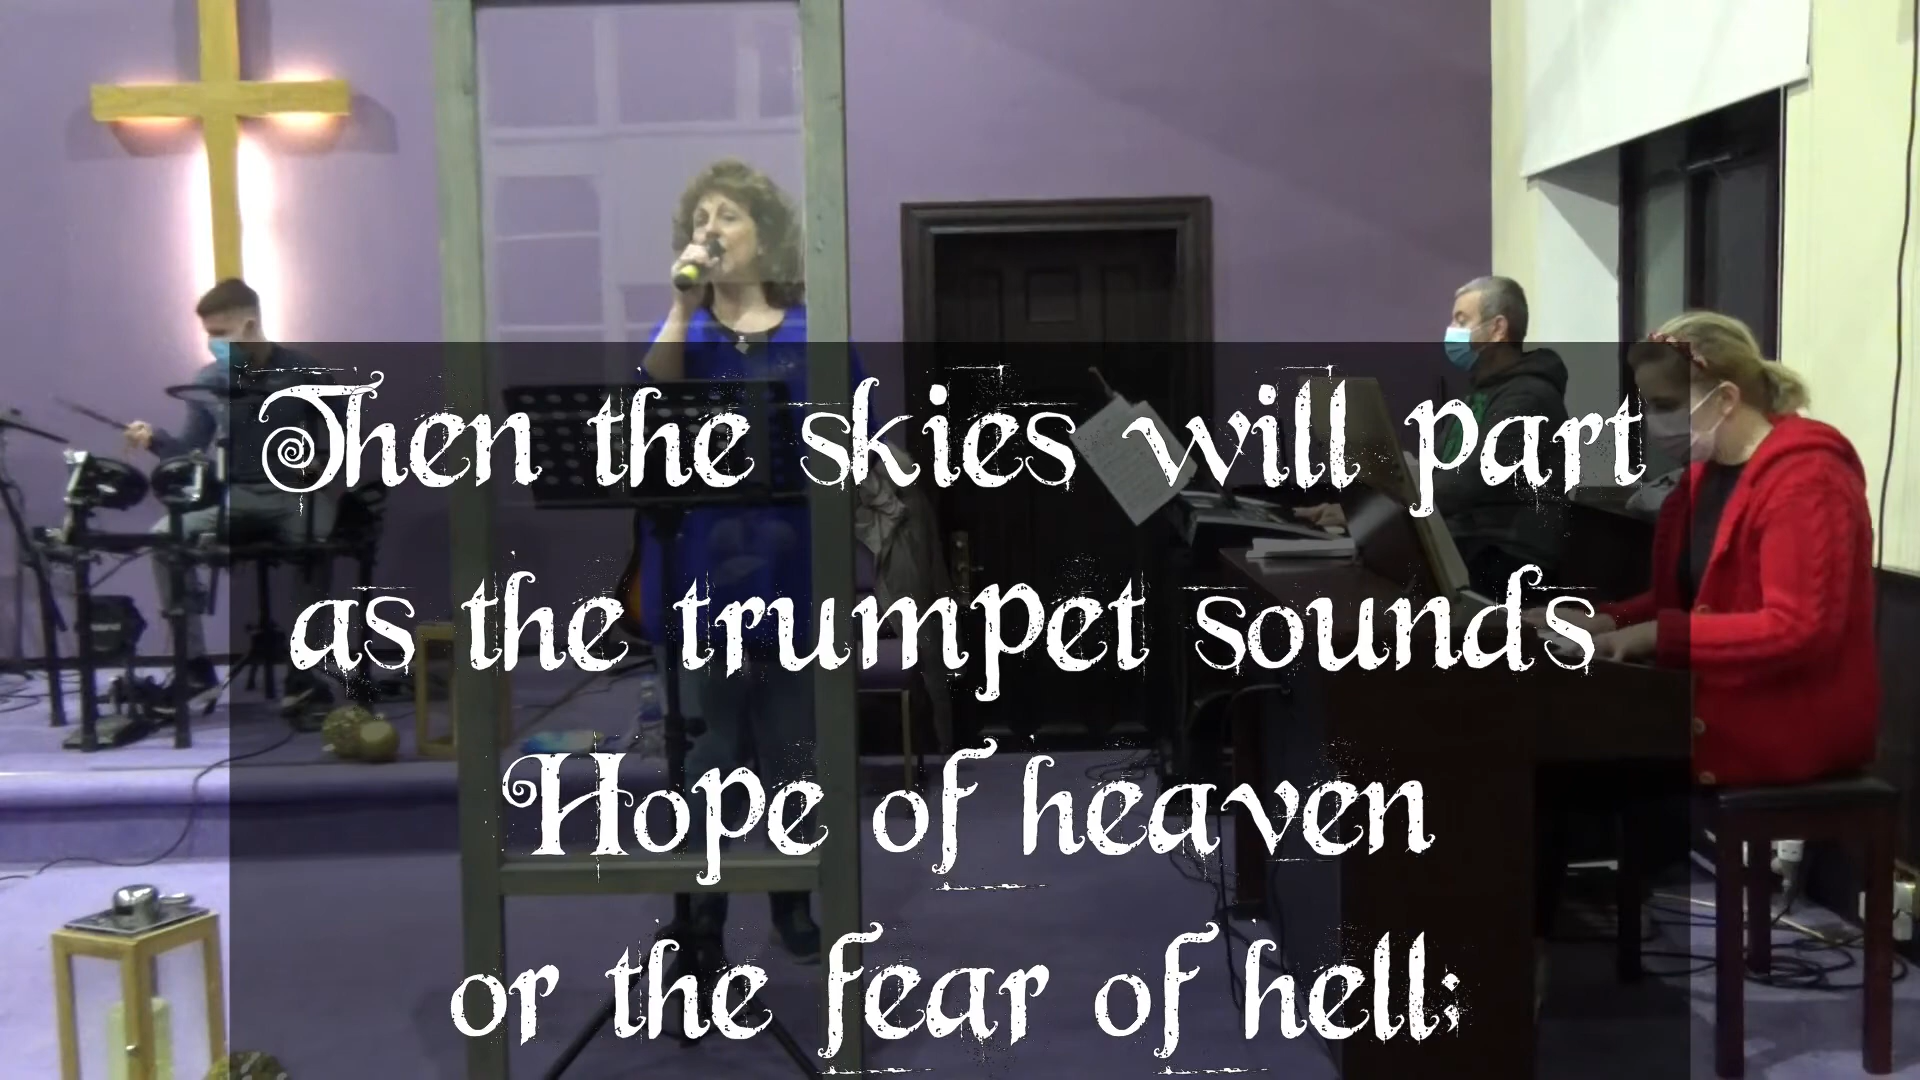 Then the skies will part
as the trumpet sounds
Hope of heaven
or the fear of hell;